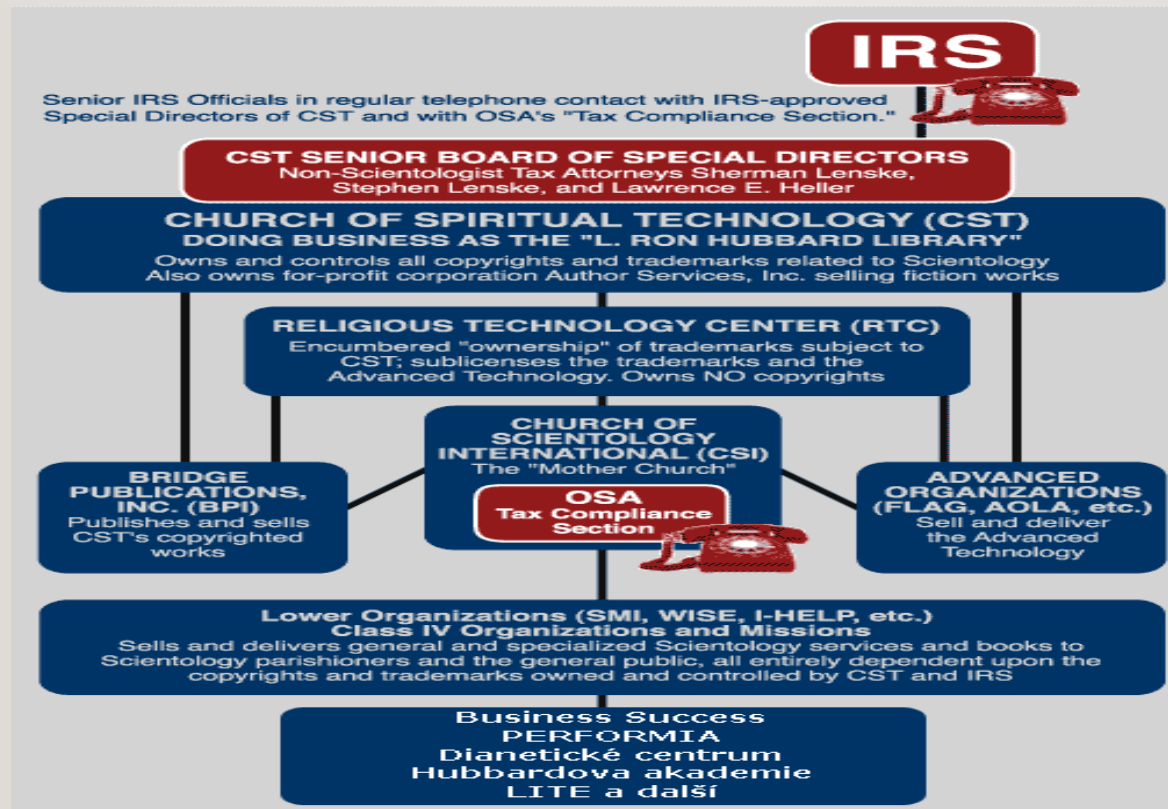 IRS
Senior IRS Officials in regular telephone contact with IRS-approved
Special Directors of CST and with OSA's "Tax Compliance Section."
CST SENIOR BOARD OF SPECIAL DIRECTORS
Non-Scientologist Tax Attorneys Sherman Lenske,
Stephen Lenske, and Lawrence E. Heller
CHURCH OF SPIRITUAL TECHNOLOGY (CST)
DOING BUSINESS AS THE "L. RON HUBBARD LIBRARY"
Owns and controls all copyrights and trademarks related to Scientology
Also owns for-profit corporation Author Services, Inc. selling fiction works
RELIGIOUS TECHNOLOGY CENTER (RTC)
Encumbered "ownership" of trademarks subject to
CST; sublicenses the trademarks and the
Advanced Technology. Owns NO copyrights
BRIDGE
PUBLICATIONS,
INC. (BPI)
Publishes and sells
CST's copyrighted
works
CHURCH OF
SCIENTOLOGY
INTERNATIONAL (CSI)
The "Mother Church"
OSA
Tax Compliance
Section
ADVANCED
ORGANIZATIONS
(FLAG, AOLA, etc.)
Sell and deliver
the Advanced
Technology
Lower Organizations (SMI, WISE, I-HELP, etc.)
Class IV Organizations and Missions
Sells and delivers general and specialized Scientology services and books to
Scientology parishioners and the general public, all entirely dependent upon the
copyrights and trademarks owned and controlled by CST and IRS
Business Success
PERFORMIA
Dianetické centrum
Hubbardova akademie
LITE a další